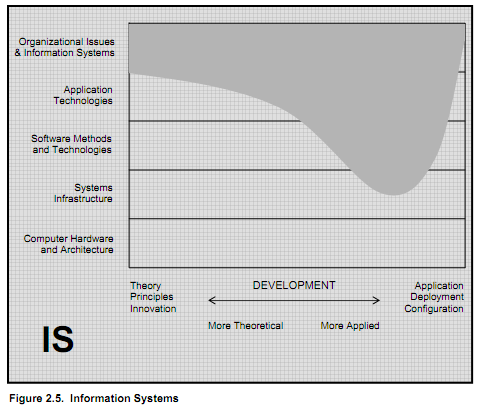 Organizational Issues
& Information Systems
Application
Technologies
Software Methods
and Technologies
Systems
Infrastructure
Computer Hardware
and Architecture
Theory
Principles
Innovation
DEVELOPMENT
More Theoretical
More Applied
Application
Deployment
Configuration
IS
Figure 2.5. Information Systems